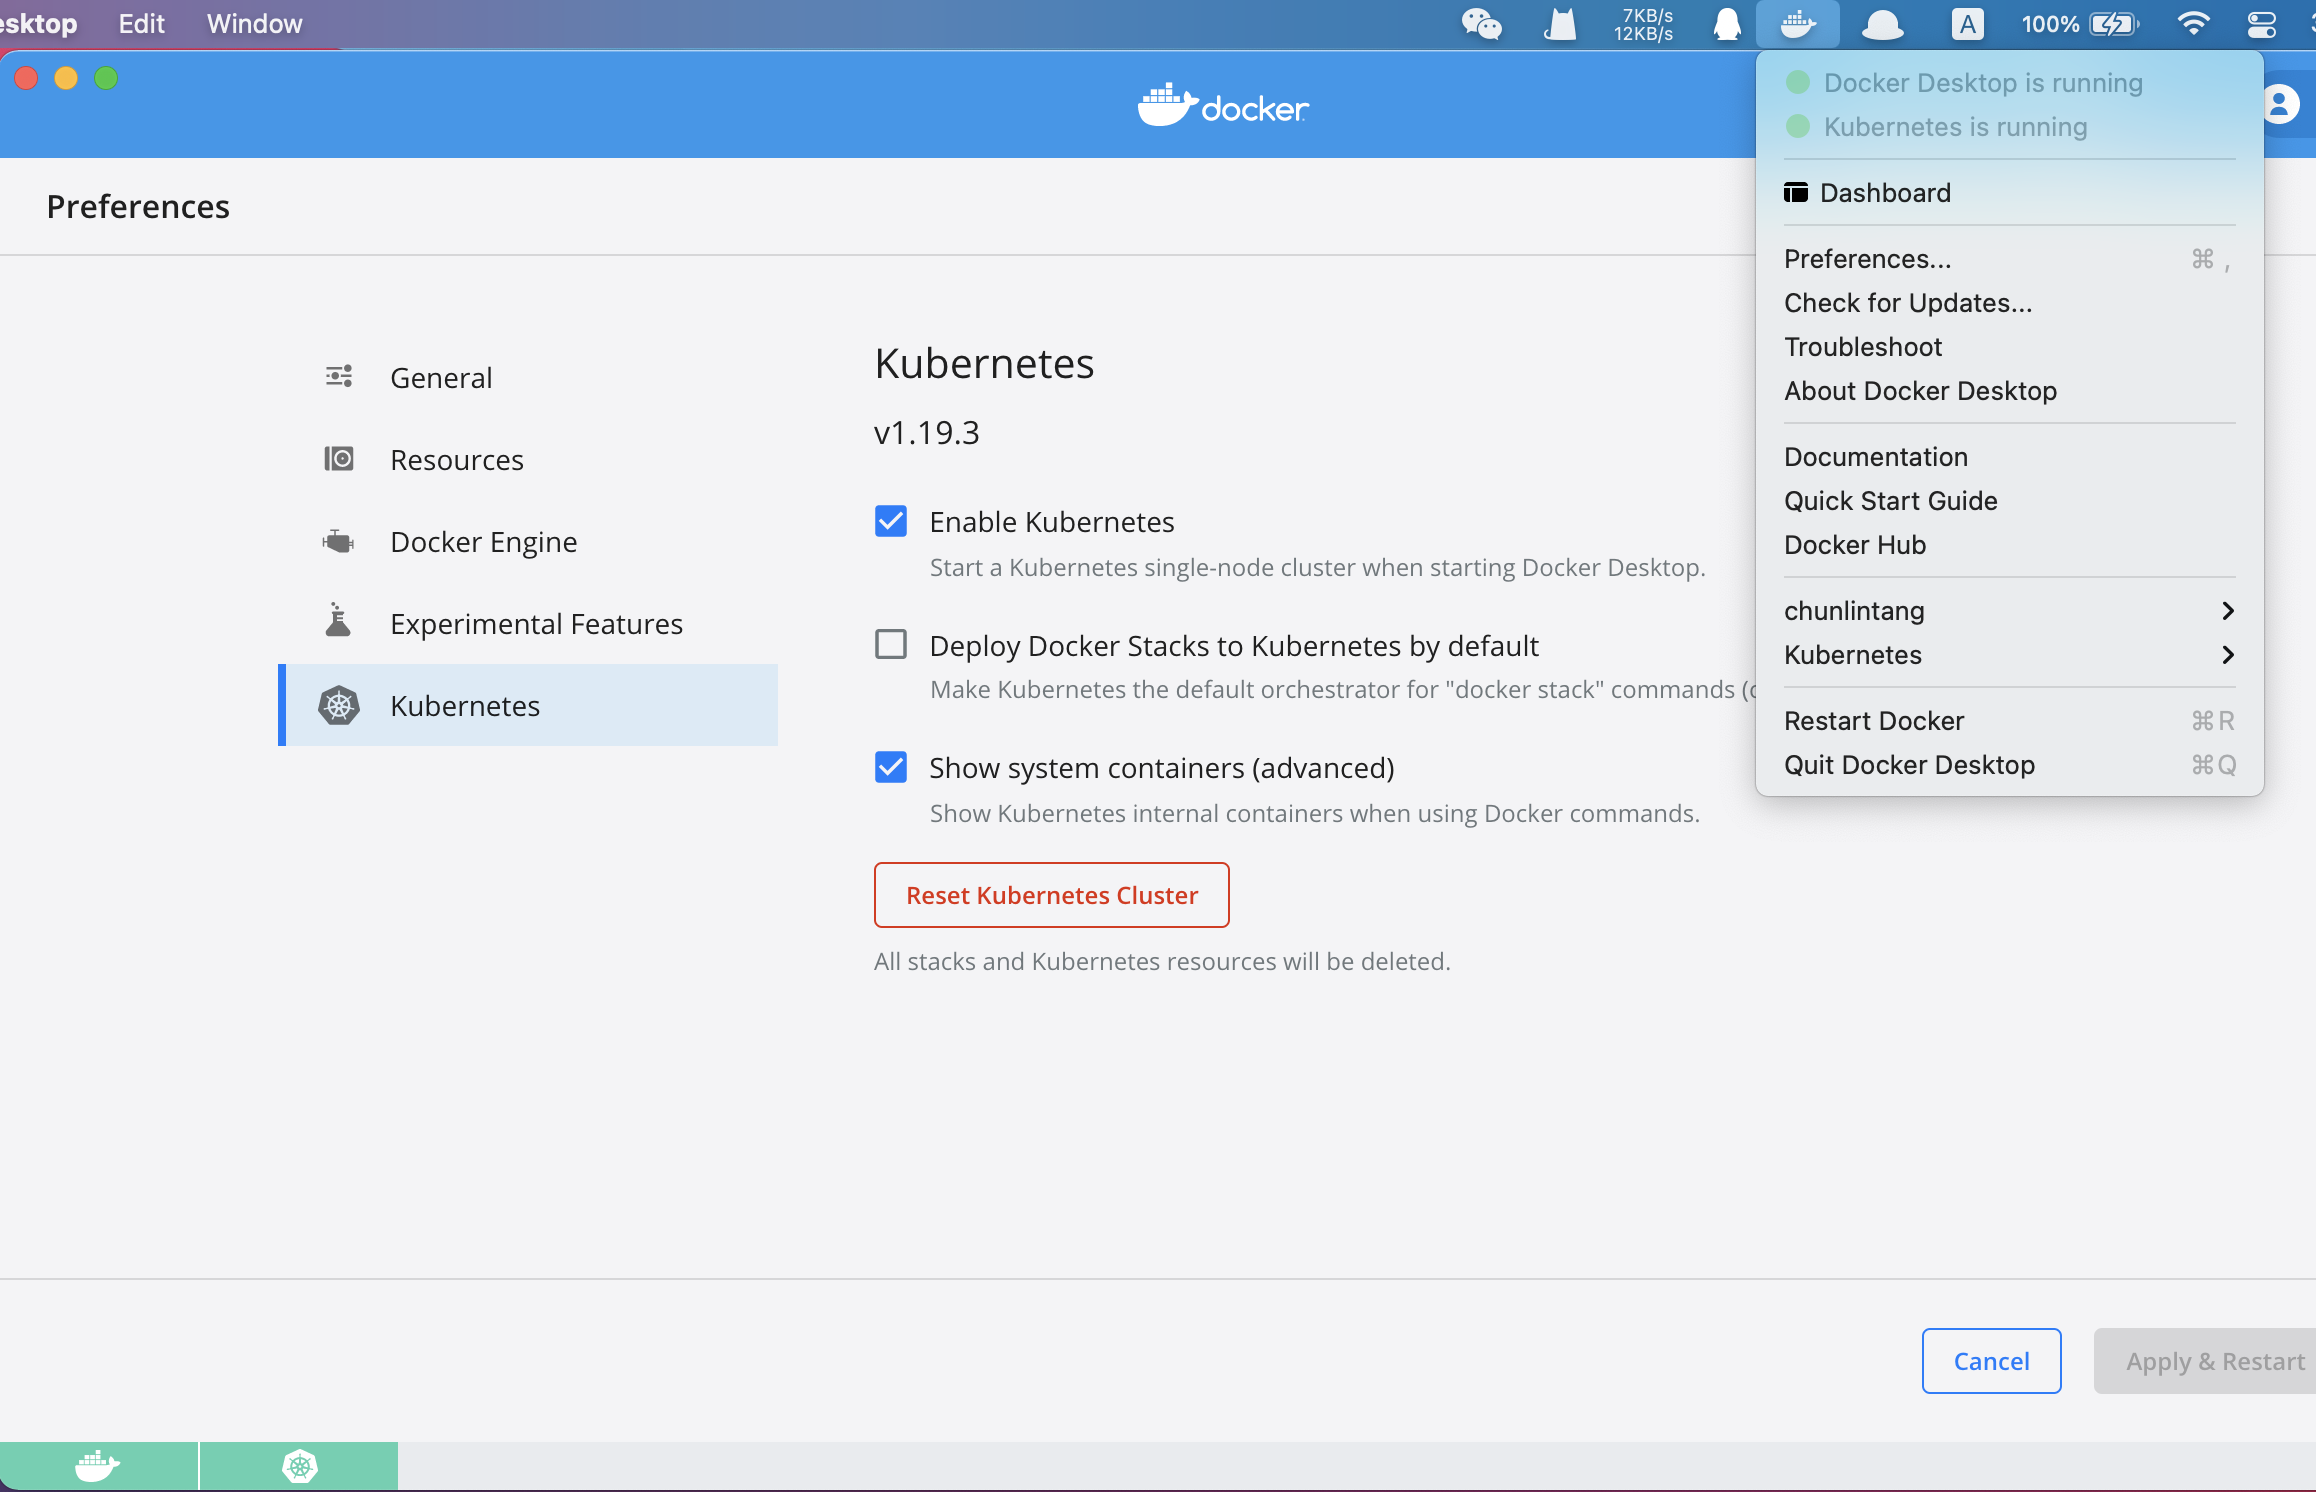 Edit Window
7KB/s
12KB/s
A
100%
docker
Docker Desktop is running
Kubernetes is running
Dashboard
Preferences... ⌘ ,
Check for Updates...
Troubleshoot
About Docker Desktop
Documentation
Quick Start Guide
Docker Hub
chunlintang
Kubernetes
Restart Docker ⌘R
Quit Docker Desktop ⌘Q
Preferences
General
Resources
Docker Engine
Experimental Features
Kubernetes
Kubernetes
v1.19.3
Enable Kubernetes
Start a Kubernetes single-node cluster when starting Docker Desktop.
Deploy Docker Stacks to Kubernetes by default
Make Kubernetes the default orchestrator for "docker stack" commands
Show system containers (advanced)
Show Kubernetes internal containers when using Docker commands.
Reset Kubernetes Cluster
All stacks and Kubernetes resources will be deleted.
Cancel
Apply & Restart